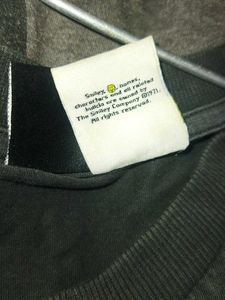 Smiley, names,
characters and all related
indicia are owned by
The Smiley Company ©1971.
All rights reserved.